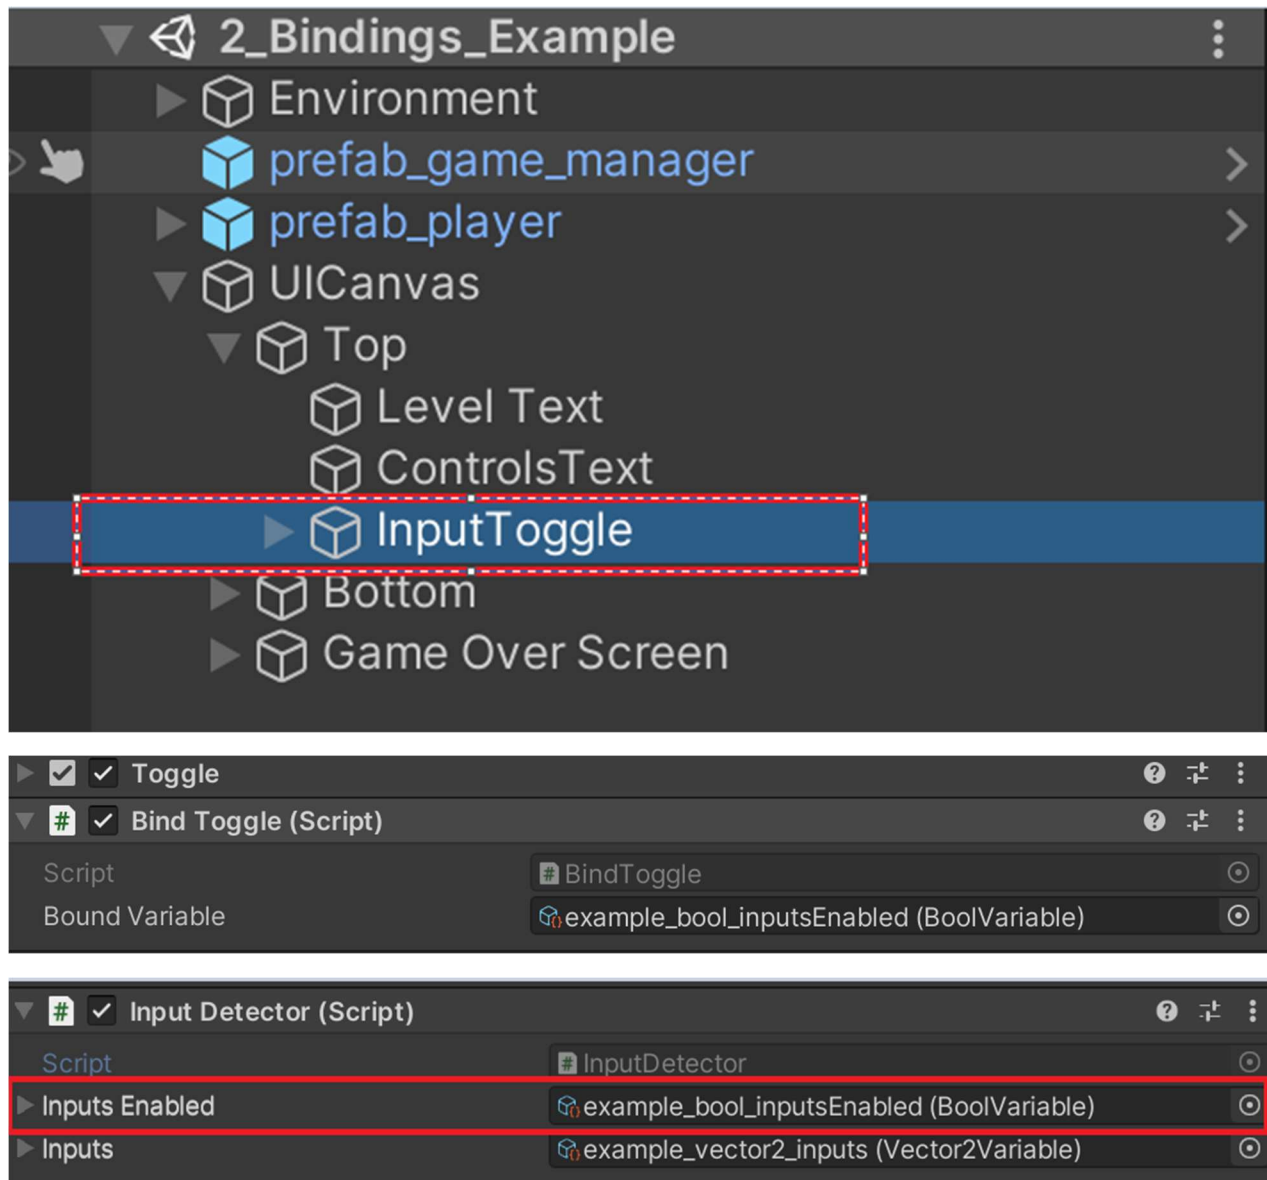 2_Bindings_Example
Environment
prefab_game_manager
prefab_player
UICanvas
Top
Level Text
ControlsText
InputToggle
Bottom
Game Over Screen
Toggle
Bind Toggle (Script)
Script BindToggle
Bound Variable example_bool_inputsEnabled (BoolVariable)
Input Detector (Script)
Script InputDetector
Inputs Enabled example_bool_inputsEnabled (BoolVariable)
Inputs example_vector2_inputs (Vector2Variable)